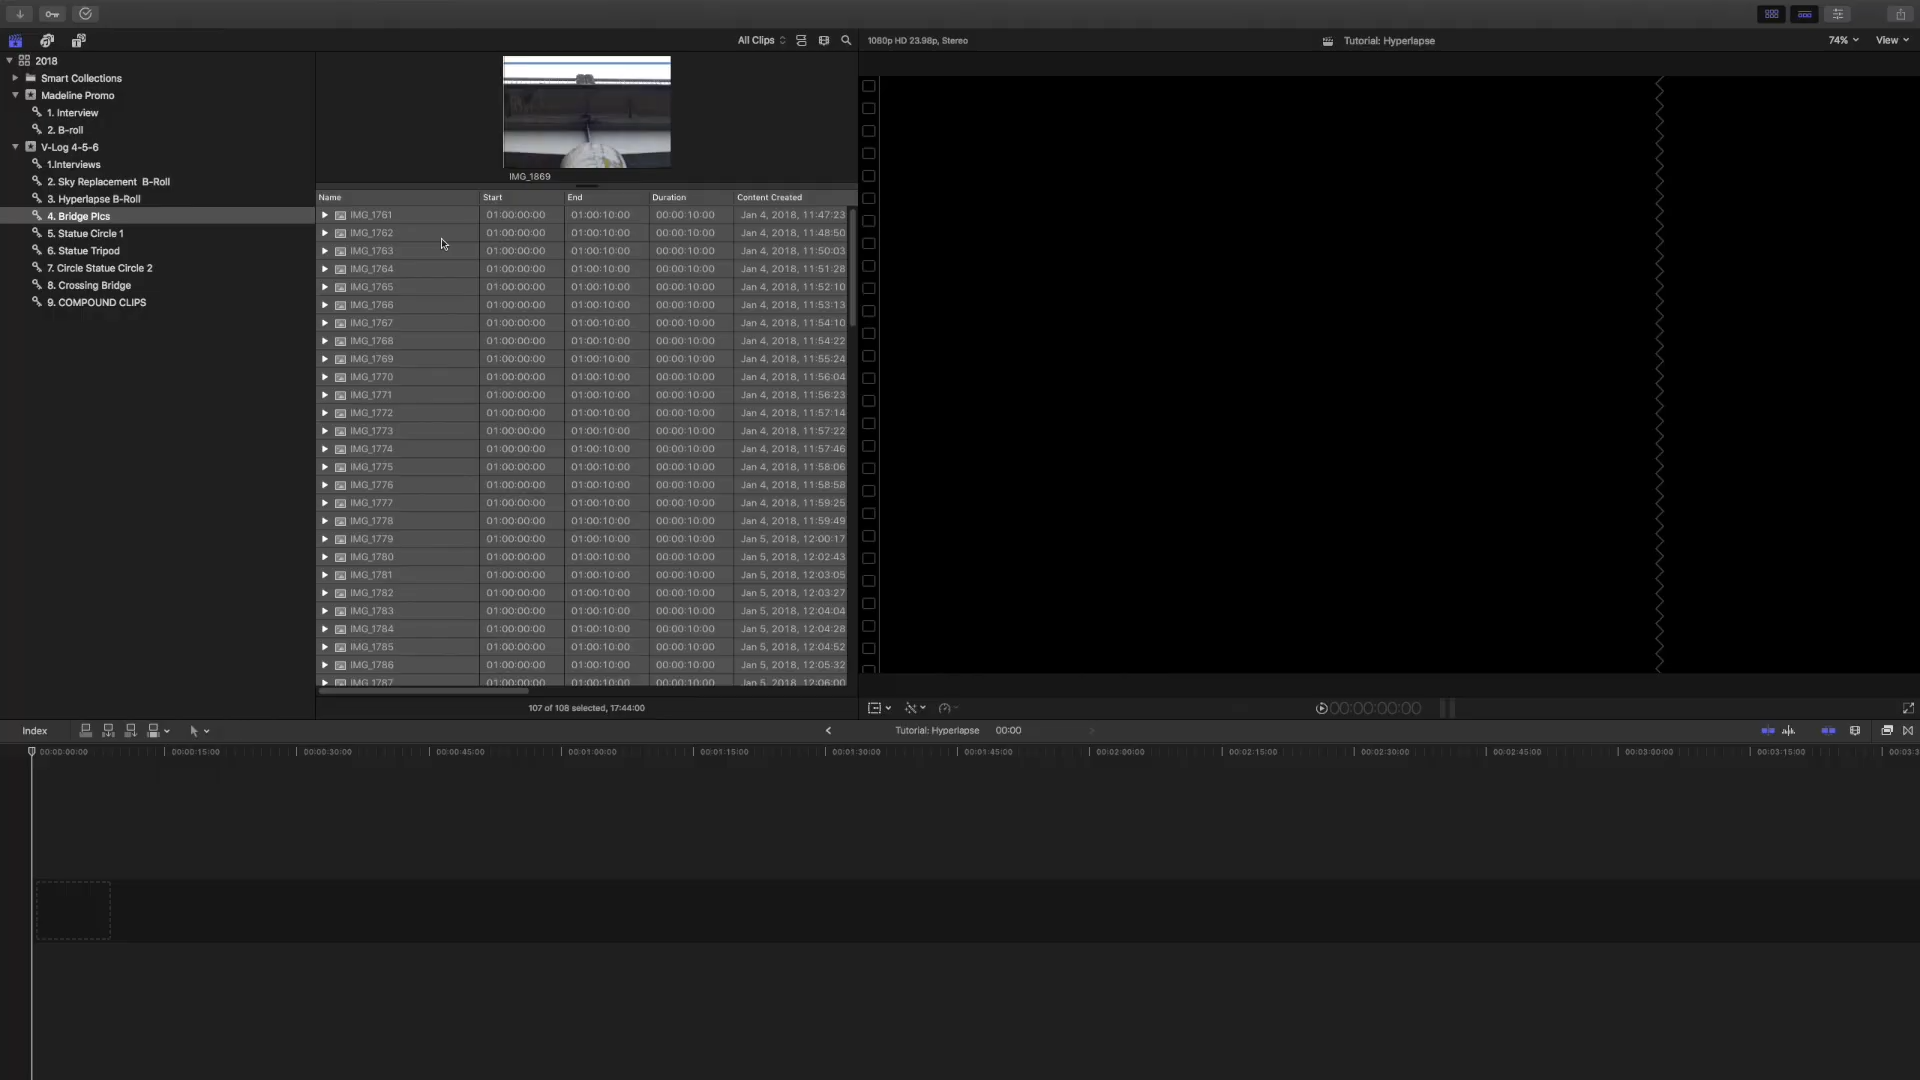 All Clips
1080p HD 23.98p, Stereo
Tutorial: Hyperlapse
74%
View
2018
Smart Collections
Madeline Promo
1. Interview
2. B-roll
V-Log 4-5-6
1.Interviews
2. Sky Replacement B-Roll
3. Hyperlapse B-Roll
4. Bridge PIcs
5. Statue Circle 1
6. Statue Tripod
7. Circle Statue Circle 2
8. Crossing Bridge
9. COMPOUND CLIPS
IMG_1869
Name Start End Duration Content Created
IMG_1761 01:00:00:00 01:00:10:00 00:00:10:00 Jan 4, 2018, 11:47:23
IMG_1762 01:00:00:00 01:00:10:00 00:00:10:00 Jan 4, 2018, 11:48:50
IMG_1763 01:00:00:00 01:00:10:00 00:00:10:00 Jan 4, 2018, 11:50:03
IMG_1764 01:00:00:00 01:00:10:00 00:00:10:00 Jan 4, 2018, 11:51:28
IMG_1765 01:00:00:00 01:00:10:00 00:00:10:00 Jan 4, 2018, 11:52:10
IMG_1766 01:00:00:00 01:00:10:00 00:00:10:00 Jan 4, 2018, 11:53:13
IMG_1767 01:00:00:00 01:00:10:00 00:00:10:00 Jan 4, 2018, 11:54:10
IMG_1768 01:00:00:00 01:00:10:00 00:00:10:00 Jan 4, 2018, 11:54:22
IMG_1769 01:00:00:00 01:00:10:00 00:00:10:00 Jan 4, 2018, 11:55:24
IMG_1770 01:00:00:00 01:00:10:00 00:00:10:00 Jan 4, 2018, 11:56:04
IMG_1771 01:00:00:00 01:00:10:00 00:00:10:00 Jan 4, 2018, 11:56:23
IMG_1772 01:00:00:00 01:00:10:00 00:00:10:00 Jan 4, 2018, 11:57:14
IMG_1773 01:00:00:00 01:00:10:00 00:00:10:00 Jan 4, 2018, 11:57:22
IMG_1774 01:00:00:00 01:00:10:00 00:00:10:00 Jan 4, 2018, 11:57:46
IMG_1775 01:00:00:00 01:00:10:00 00:00:10:00 Jan 4, 2018, 11:58:06
IMG_1776 01:00:00:00 01:00:10:00 00:00:10:00 Jan 4, 2018, 11:58:58
IMG_1777 01:00:00:00 01:00:10:00 00:00:10:00 Jan 4, 2018, 11:59:25
IMG_1778 01:00:00:00 01:00:10:00 00:00:10:00 Jan 4, 2018, 11:59:49
IMG_1779 01:00:00:00 01:00:10:00 00:00:10:00 Jan 5, 2018, 12:00:17
IMG_1780 01:00:00:00 01:00:10:00 00:00:10:00 Jan 5, 2018, 12:02:43
IMG_1781 01:00:00:00 01:00:10:00 00:00:10:00 Jan 5, 2018, 12:03:05
IMG_1782 01:00:00:00 01:00:10:00 00:00:10:00 Jan 5, 2018, 12:03:27
IMG_1783 01:00:00:00 01:00:10:00 00:00:10:00 Jan 5, 2018, 12:04:04
IMG_1784 01:00:00:00 01:00:10:00 00:00:10:00 Jan 5, 2018, 12:04:28
IMG_1785 01:00:00:00 01:00:10:00 00:00:10:00 Jan 5, 2018, 12:04:52
IMG_1786 01:00:00:00 01:00:10:00 00:00:10:00 Jan 5, 2018, 12:05:32
IMG_1787 01:00:00:00 01:00:10:00 00:00:10:00 Jan 5, 2018, 12:06:00
107 of 108 selected, 17:44:00
00:00:00:00
Index
Tutorial: Hyperlapse 00:00
00:00:00:00 00:00:15:00 00:00:30:00 00:00:45:00 00:01:00:00 00:01:15:00 00:01:30:00 00:01:45:00 00:02:00:00 00:02:15:00 00:02:30:00 00:02:45:00 00:03:00:00 00:03:15:00 00:03:3